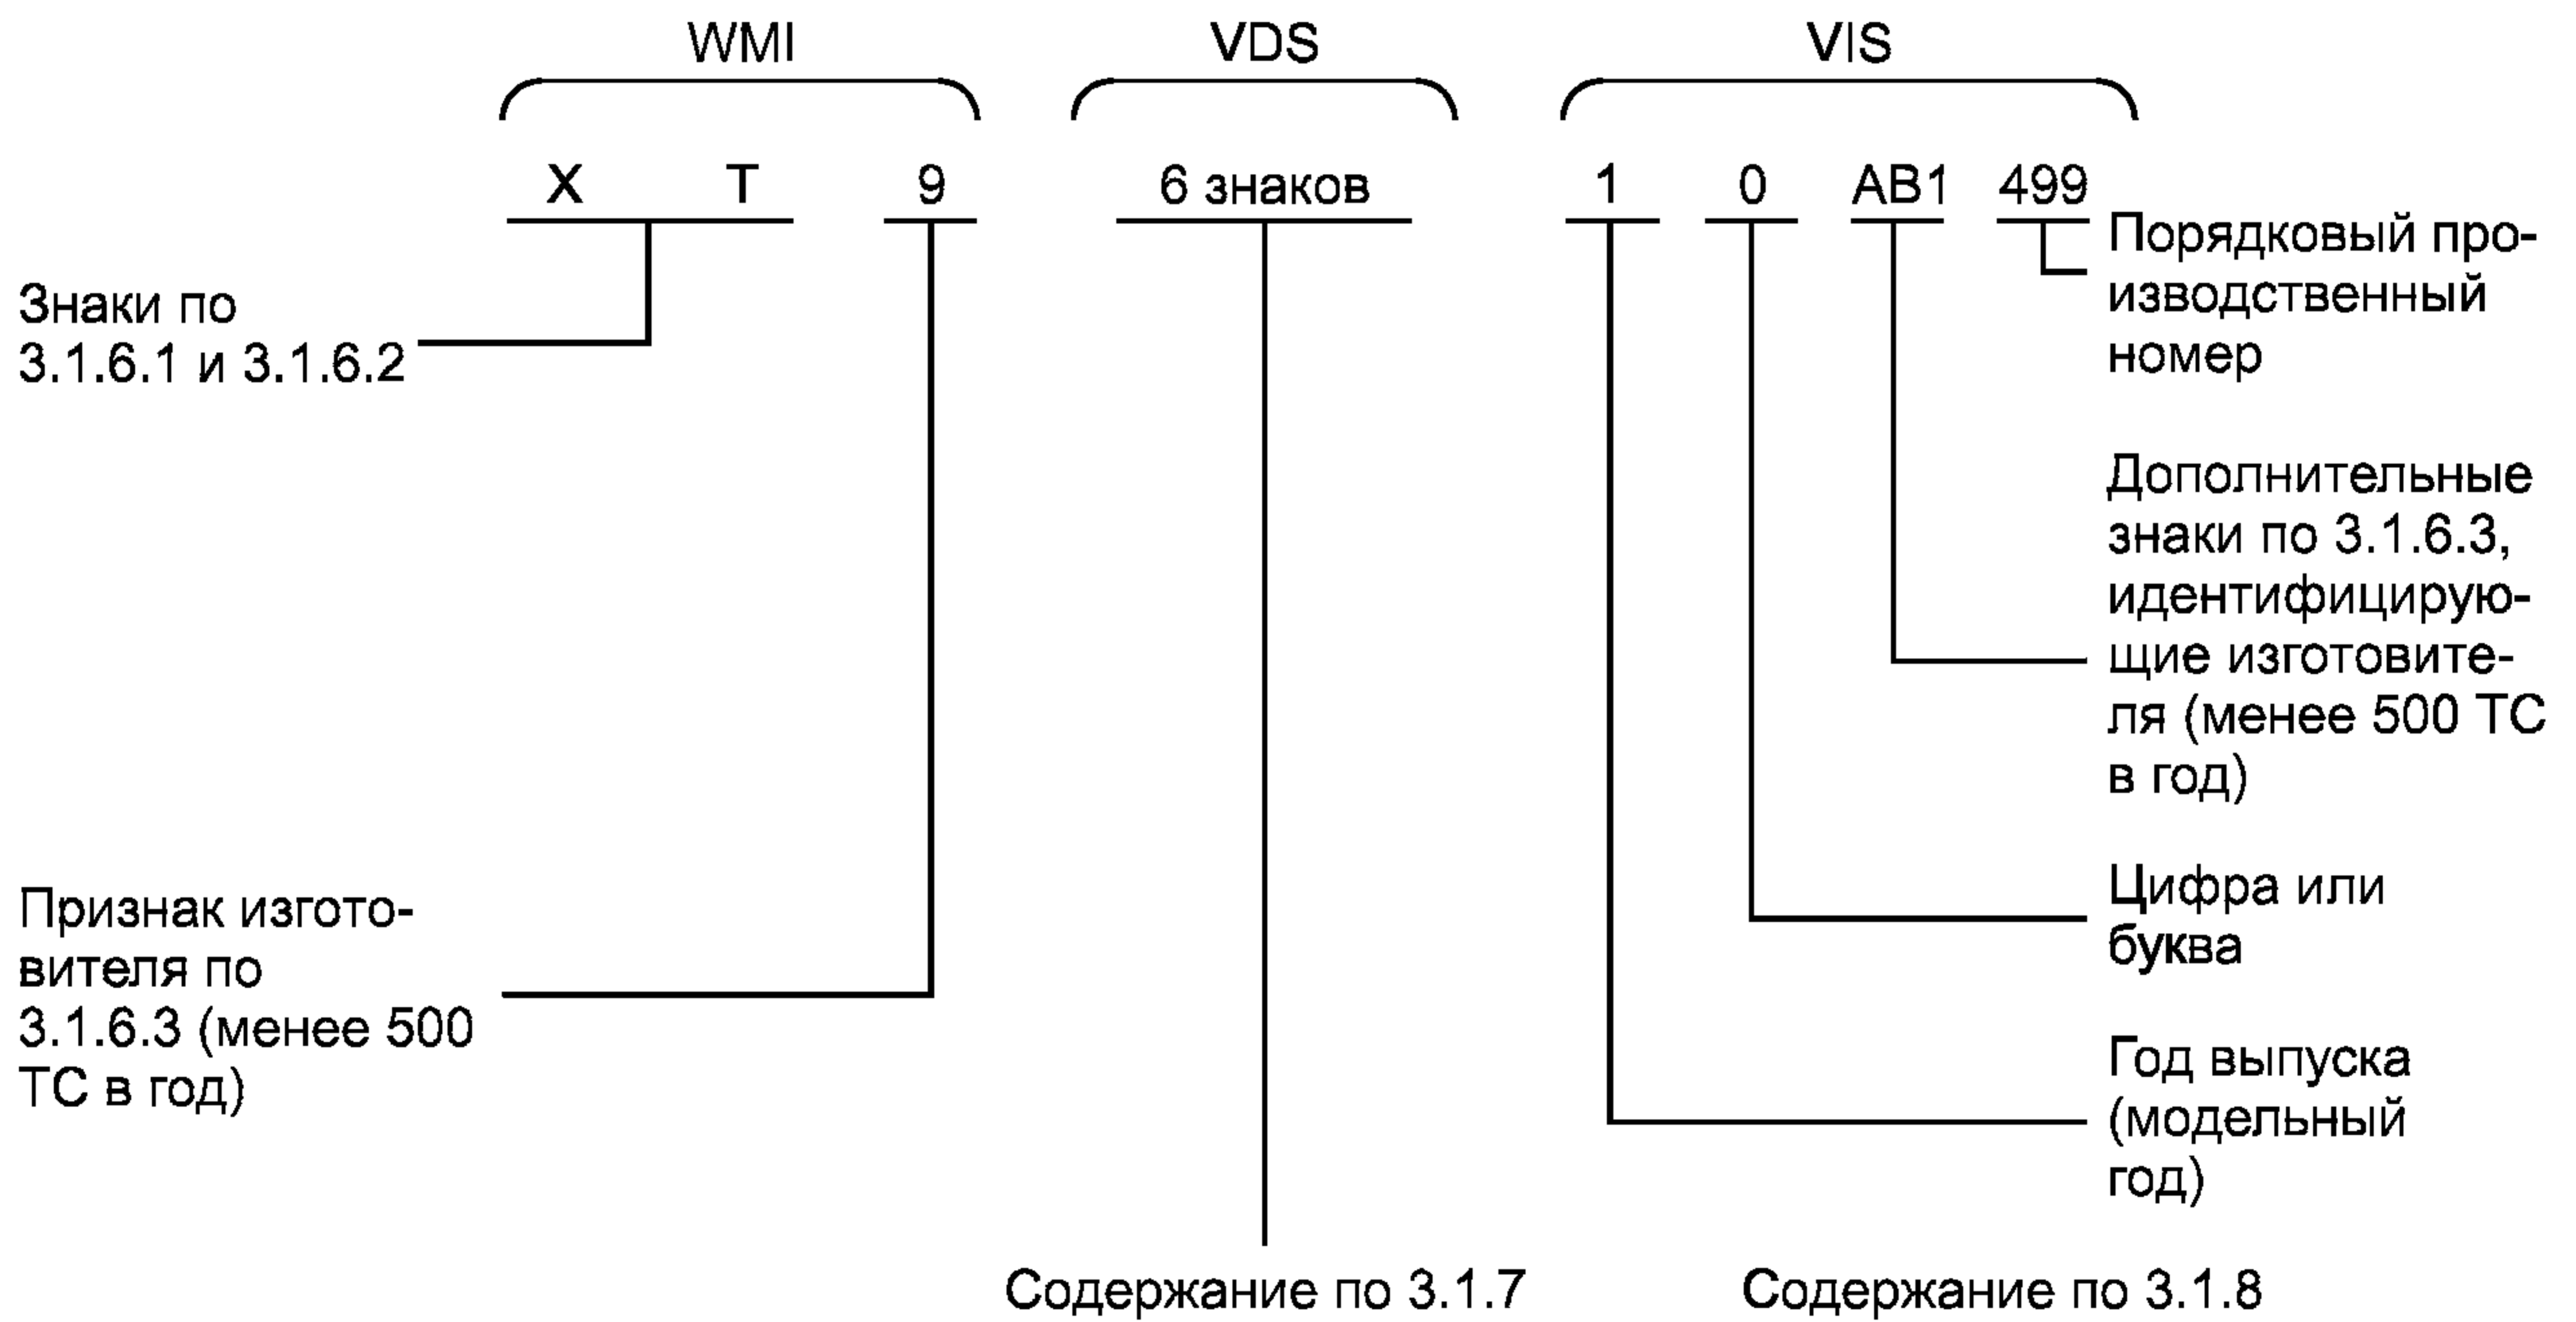 WMI VDS VIS
X T 9 6 знаков 1 0 AB1 499
Знаки по
3.1.6.1 и 3.1.6.2
Порядковый про-
изводственный
номер
Дополнительные
знаки по 3.1.6.3,
идентифицирую-
щие изготовите-
ля (менее 500 ТС
в год)
Признак изгото-
вителя по
3.1.6.3 (менее 500
ТС в год)
Цифра или
буква
Год выпуска
(модельный
год)
Содержание по 3.1.7 Содержание по 3.1.8